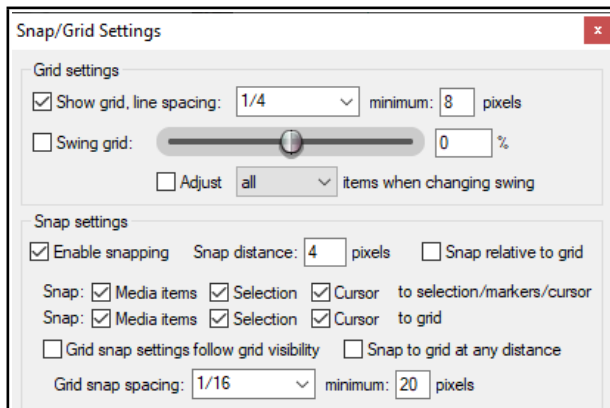 Snap/Grid Settings
x
Grid settings
Show grid, line spacing: 1/4 minimum: 8 pixels
Swing grid: 0 %
Adjust all items when changing swing
Snap settings
Enable snapping Snap distance: 4 pixels Snap relative to grid
Snap: Media items Selection Cursor to selection/markers/cursor
Snap: Media items Selection Cursor to grid
Grid snap settings follow grid visibility Snap to grid at any distance
Grid snap spacing: 1/16 minimum: 20 pixels